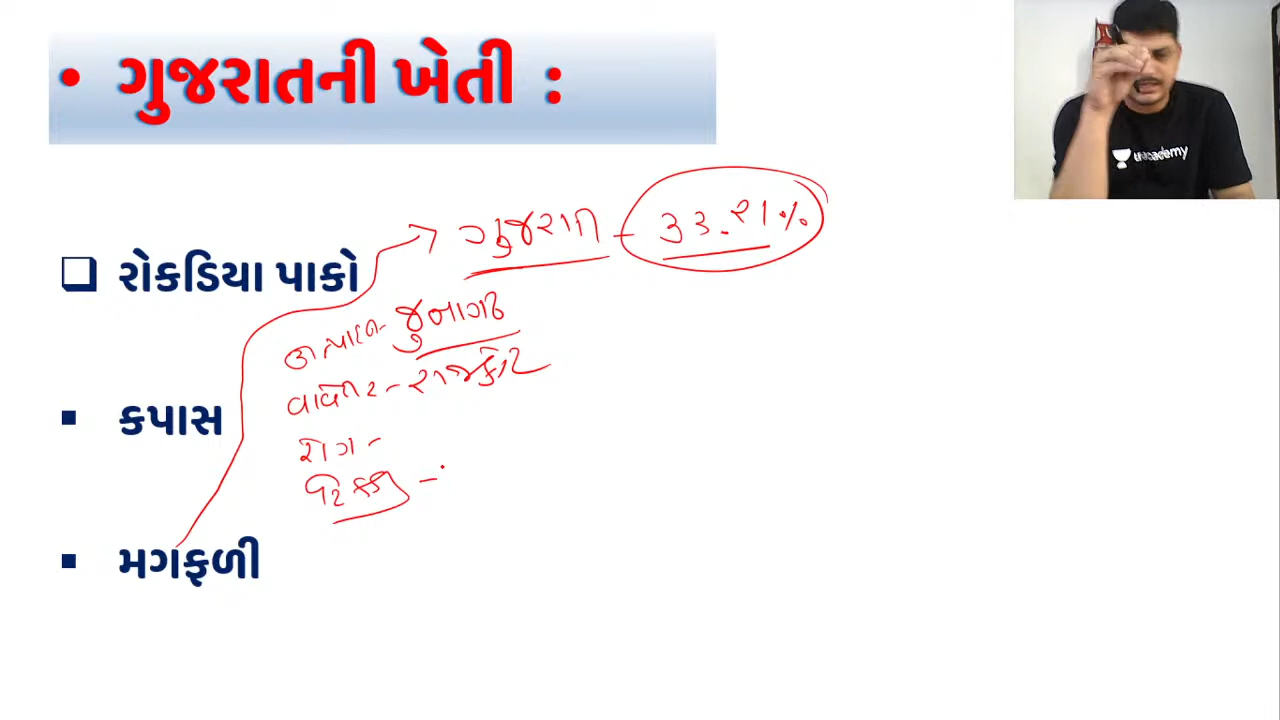 • ગુજરાતની ખેતી :
unacademy
ગુજરાત - 33.21%
રોકડિયા પાકો
ઉત્પાદન - જુનાગઢ
વાવેતર - રાજકોટ
કપાસ
રોગ -
ટિક્કા -
મગફળી